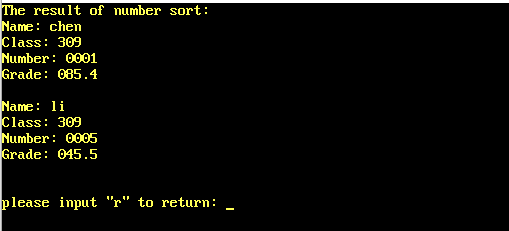 The result of number sort:
Name: chen
Class: 309
Number: 0001
Grade: 085.4
Name: li
Class: 309
Number: 0005
Grade: 045.5
please input "r" to return: _